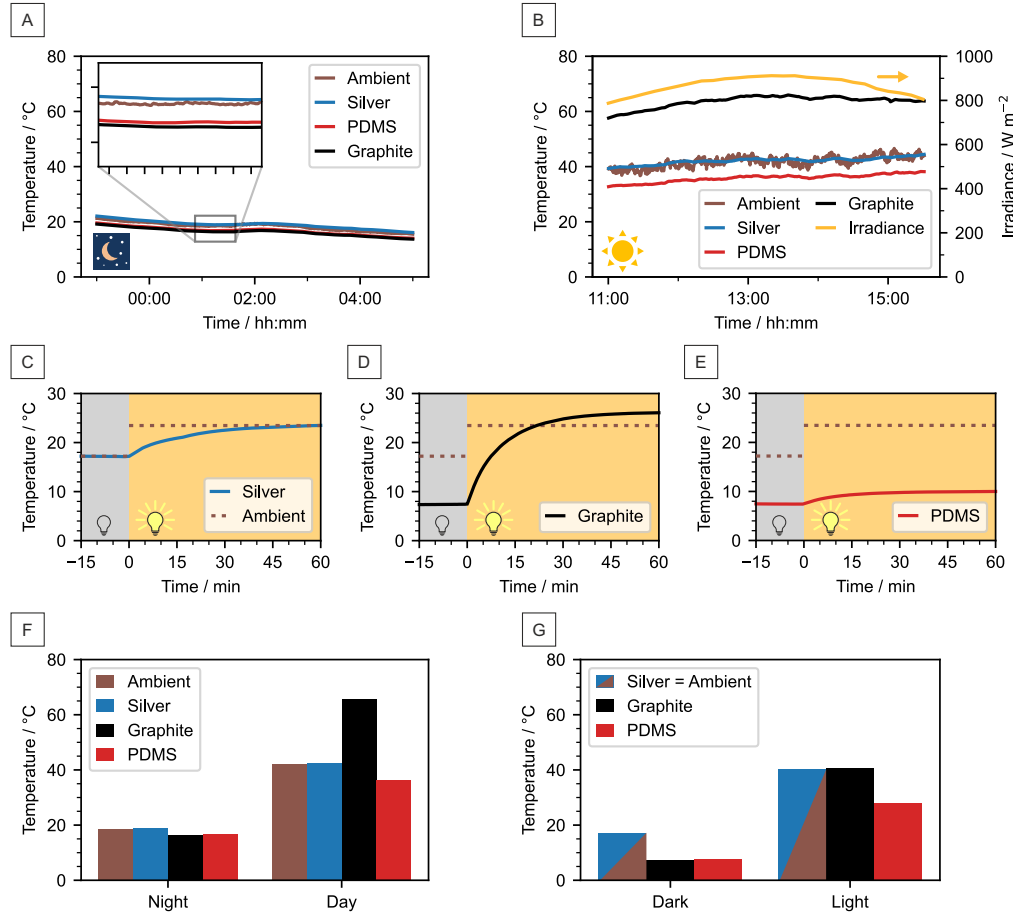 A
80
60
40
20
0
Temperature / °C
Ambient
Silver
PDMS
Graphite
00:00
02:00
04:00
Time / hh:mm
B
80
60
40
20
0
Temperature / °C
1000
800
600
400
200
0
Irradiance / W m⁻²
Ambient
Silver
PDMS
Graphite
Irradiance
11:00
13:00
15:00
Time / hh:mm
C
30
20
10
0
Temperature / °C
Silver
Ambient
−15
0
15
30
45
60
Time / min
D
30
20
10
0
Temperature / °C
Graphite
−15
0
15
30
45
60
Time / min
E
30
20
10
0
Temperature / °C
PDMS
−15
0
15
30
45
60
Time / min
F
80
60
40
20
0
Temperature / °C
Ambient
Silver
Graphite
PDMS
Night
Day
G
80
60
40
20
0
Temperature / °C
Silver = Ambient
Graphite
PDMS
Dark
Light